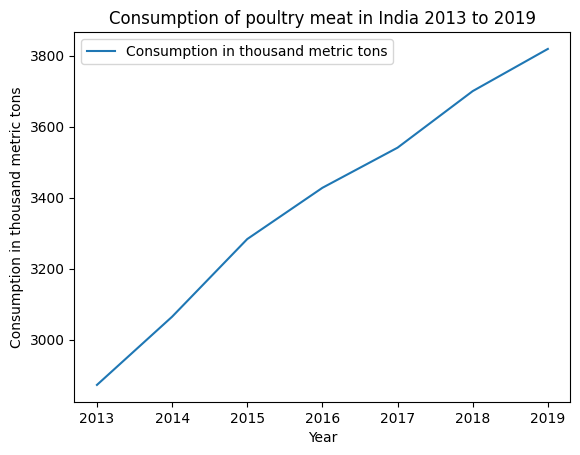 Consumption of poultry meat in India 2013 to 2019
Consumption in thousand metric tons
Consumption in thousand metric tons
3800
3600
3400
3200
3000
2013 2014 2015 2016 2017 2018 2019
Year